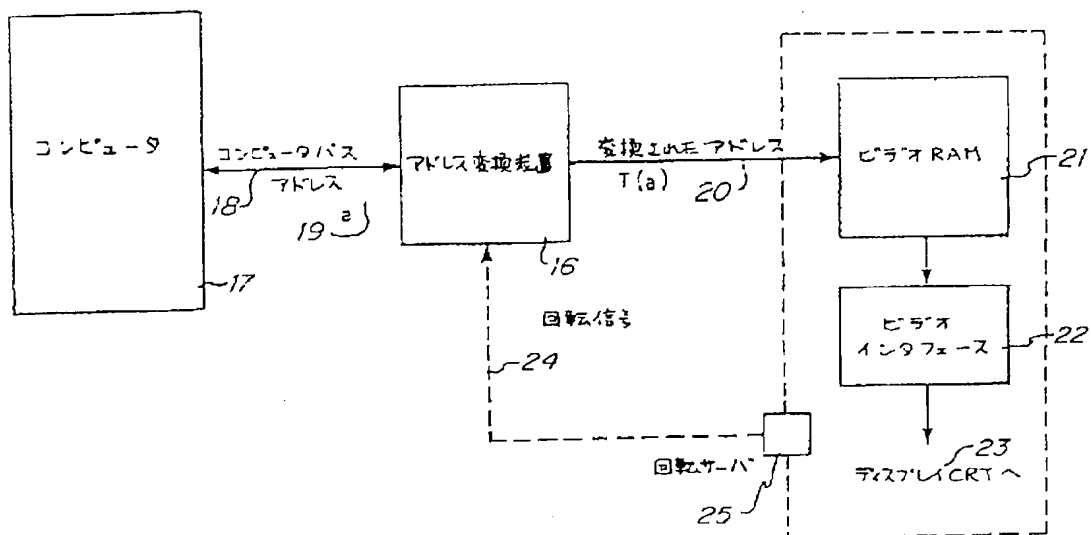 コンピュータ
17
コンピュータバス
18
アドレス
19 a
アドレス変換装置
16
変換されたアドレス
T(a)
20
ビデオRAM
21
ビデオ
インタフェース
22
23
ディスプレイCRTへ
回転信号
24
回転サーバ
25